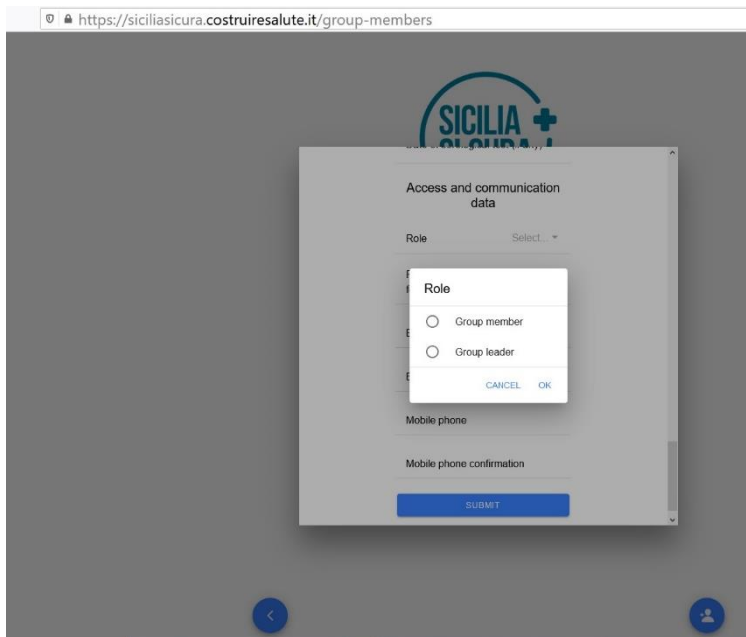 https://siciliasicura.costruiresalute.it/group-members
SICILIA
Access and communication
data
Role Select...
Role
Group member
Group leader
CANCEL OK
Mobile phone
Mobile phone confirmation
SUBMIT